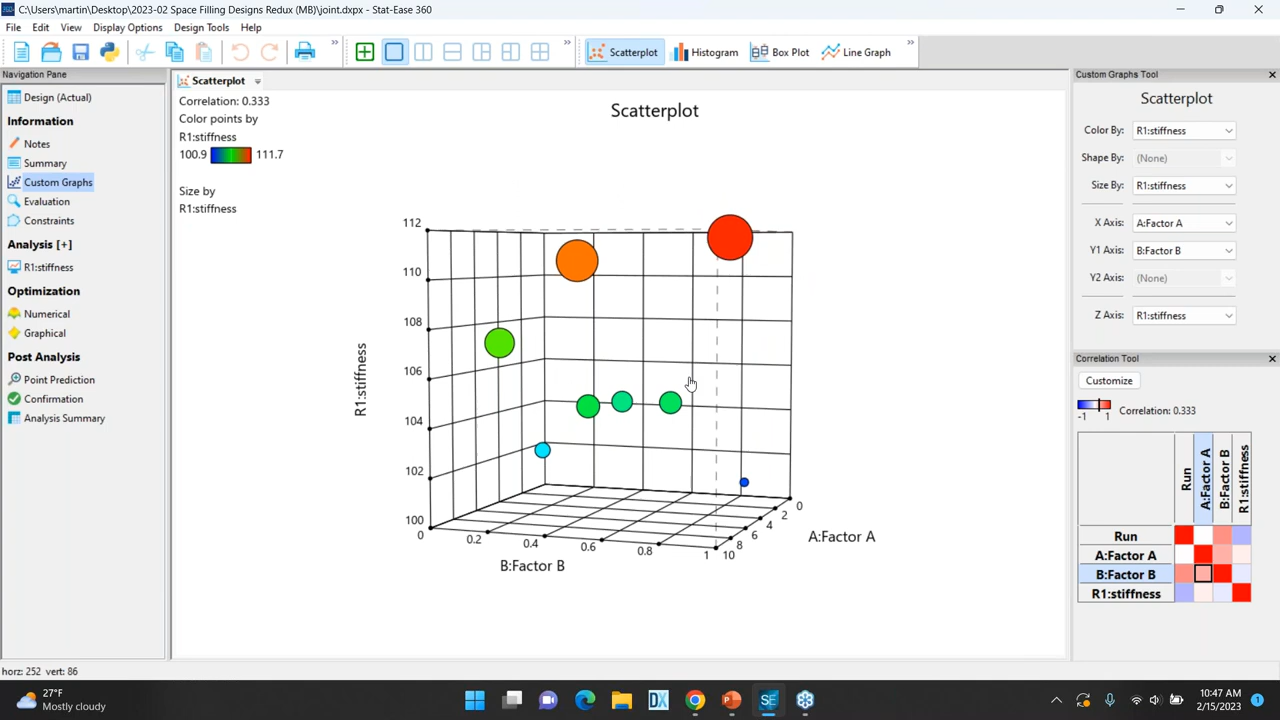 C:\Users\martin\Desktop\2023-02 Space Filling Designs Redux (MB)\joint.dxpx - Stat-Ease 360
File Edit View Display Options Design Tools Help
Scatterplot Histogram Box Plot Line Graph
Navigation Pane
Design (Actual)
Information
Notes
Summary
Custom Graphs
Evaluation
Constraints
Analysis [+]
R1:stiffness
Optimization
Numerical
Graphical
Post Analysis
Point Prediction
Confirmation
Analysis Summary
Scatterplot
Correlation: 0.333
Color points by
R1:stiffness
100.9 111.7
Size by
R1:stiffness
Scatterplot
R1:stiffness
112
110
108
106
104
102
100
0 0.2 0.4 0.6 0.8 1
B:Factor B
10 8 6 4 2 0
A:Factor A
Custom Graphs Tool
Scatterplot
Color By: R1:stiffness
Shape By: (None)
Size By: R1:stiffness
X Axis: A:Factor A
Y1 Axis: B:Factor B
Y2 Axis: (None)
Z Axis: R1:stiffness
Correlation Tool
Customize
-1 1 Correlation: 0.333
Run A:Factor A B:Factor B R1:stiffness
Run
A:Factor A
B:Factor B
R1:stiffness
horz: 252 vert: 86
27°F
Mostly cloudy
DX
SE
10:47 AM
2/15/2023
1